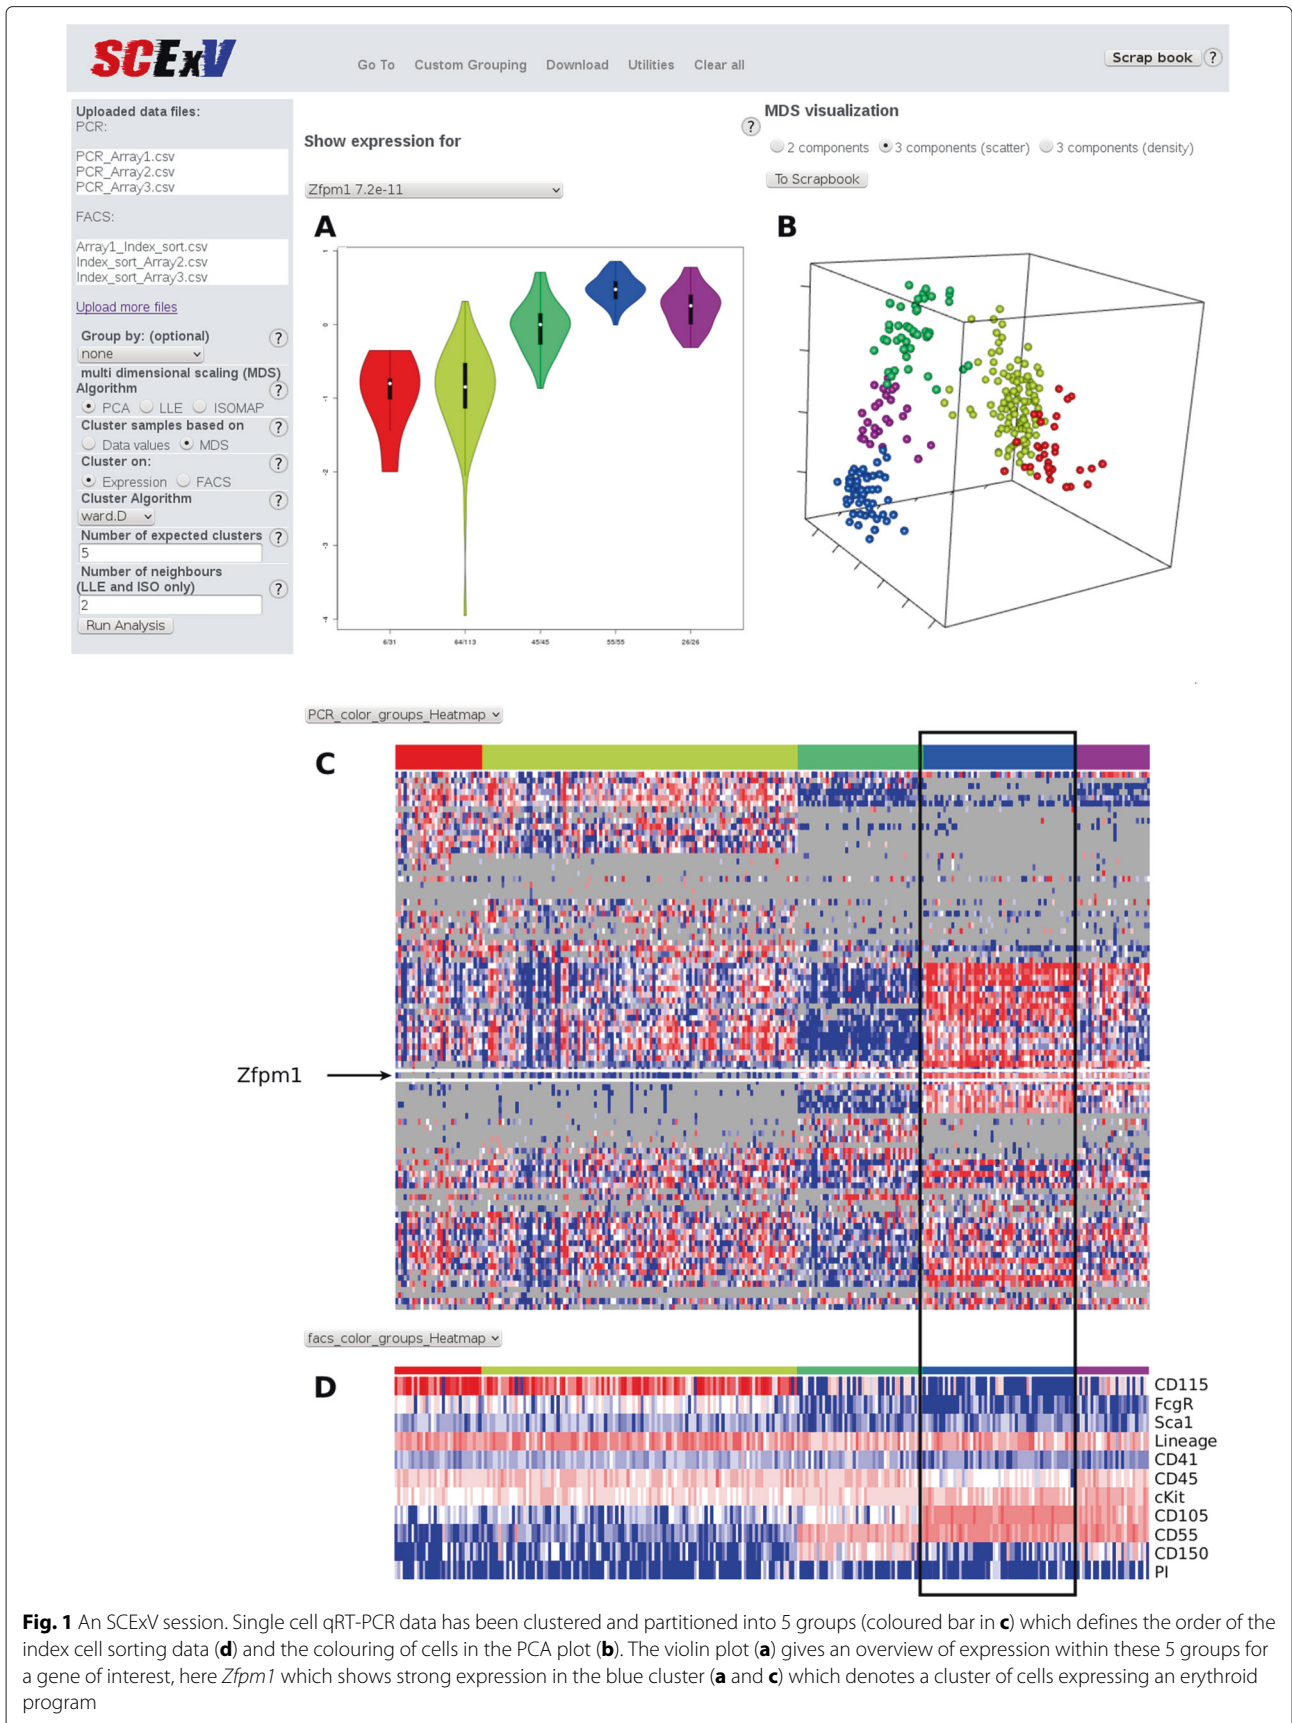 SCExV
Go To Custom Grouping Download Utilities Clear all
Scrap book ?
Uploaded data files:
PCR:
PCR_Array1.csv
PCR_Array2.csv
PCR_Array3.csv
FACS:
Array1_Index_sort.csv
Index_sort_Array2.csv
Index_sort_Array3.csv
Upload more files
Group by: (optional) ?
none
multi dimensional scaling (MDS)
Algorithm ?
PCA LLE ISOMAP
Cluster samples based on ?
Data values MDS
Cluster on: ?
Expression FACS
Cluster Algorithm ?
ward.D
Number of expected clusters ?
5
Number of neighbours
(LLE and ISO only) ?
2
Run Analysis
Show expression for
?
Zfpm1 7.2e-11
MDS visualization
2 components 3 components (scatter) 3 components (density)
To Scrapbook
A
1
0
-1
-2
-3
-4
6/31 64/113 45/45 55/55 26/26
B
PCR_color_groups_Heatmap
C
Zfpm1
facs_color_groups_Heatmap
D
CD115
FcgR
Sca1
Lineage
CD41
CD45
cKit
CD105
CD55
CD150
PI
Fig. 1 An SCExV session. Single cell qRT-PCR data has been clustered and partitioned into 5 groups (coloured bar in c) which defines the order of the
index cell sorting data (d) and the colouring of cells in the PCA plot (b). The violin plot (a) gives an overview of expression within these 5 groups for
a gene of interest, here Zfpm1 which shows strong expression in the blue cluster (a and c) which denotes a cluster of cells expressing an erythroid
program